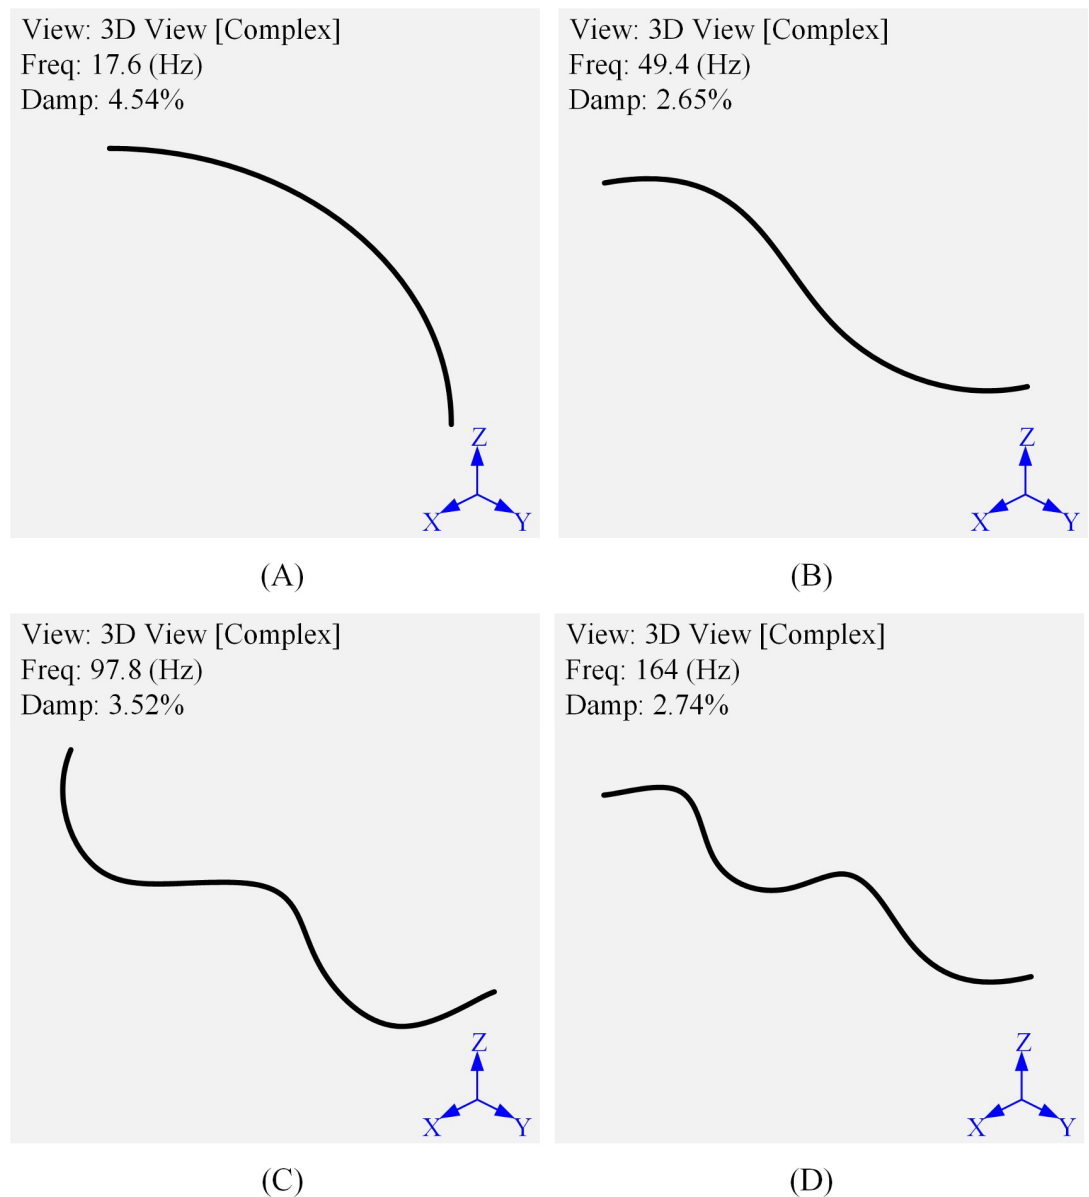 View: 3D View [Complex]
Freq: 17.6 (Hz)
Damp: 4.54%
Z
X
Y
(A)
View: 3D View [Complex]
Freq: 49.4 (Hz)
Damp: 2.65%
Z
X
Y
(B)
View: 3D View [Complex]
Freq: 97.8 (Hz)
Damp: 3.52%
Z
X
Y
(C)
View: 3D View [Complex]
Freq: 164 (Hz)
Damp: 2.74%
Z
X
Y
(D)